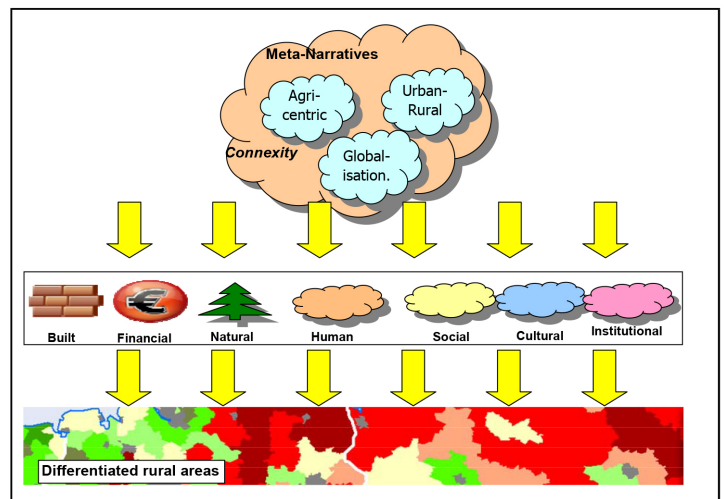 Meta-Narratives
Agri-
centric
Urban-
Rural
Connexity
Global-
isation.
€
Built
Financial
Natural
Human
Social
Cultural
Institutional
Differentiated rural areas